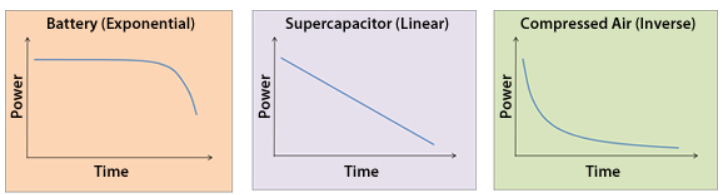 Battery (Exponential)
Power
Time
Supercapacitor (Linear)
Power
Time
Compressed Air (Inverse)
Power
Time